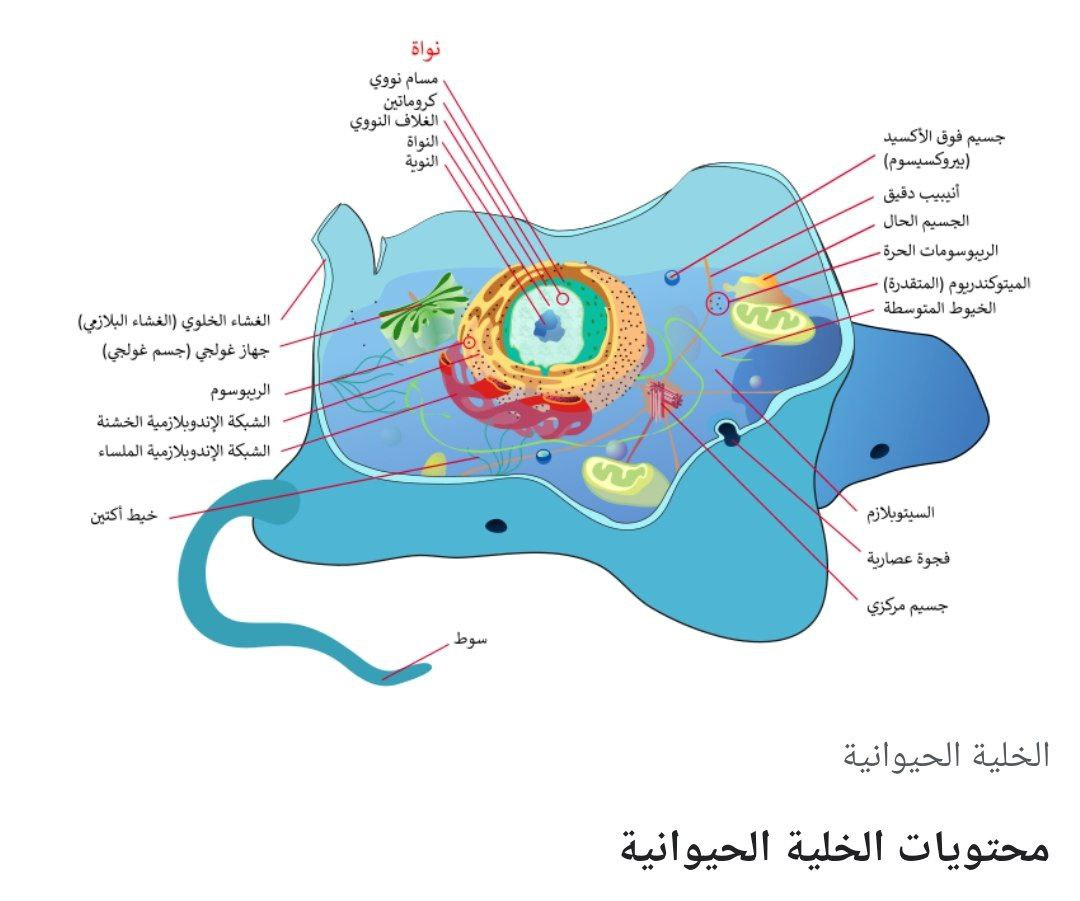 نواة
مسام نووي
كروماتين
الغلاف النووي
النواة
النوية
جسيم فوق الأكسيد
(بيروكسيسوم)
أنيبيب دقيق
الجسيم الحال
الريبوسومات الحرة
الميتوكندريوم (المتقدرة)
الخيوط المتوسطة
الغشاء الخلوي (الغشاء البلازمي)
جهاز غولجي (جسم غولجي)
الريبوسوم
الشبكة الإندوبلازمية الخشنة
الشبكة الإندوبلازمية الملساء
خيط أكتين
السيتوبلازم
فجوة عصارية
جسيم مركزي
سوط
الخلية الحيوانية
محتويات الخلية الحيوانية